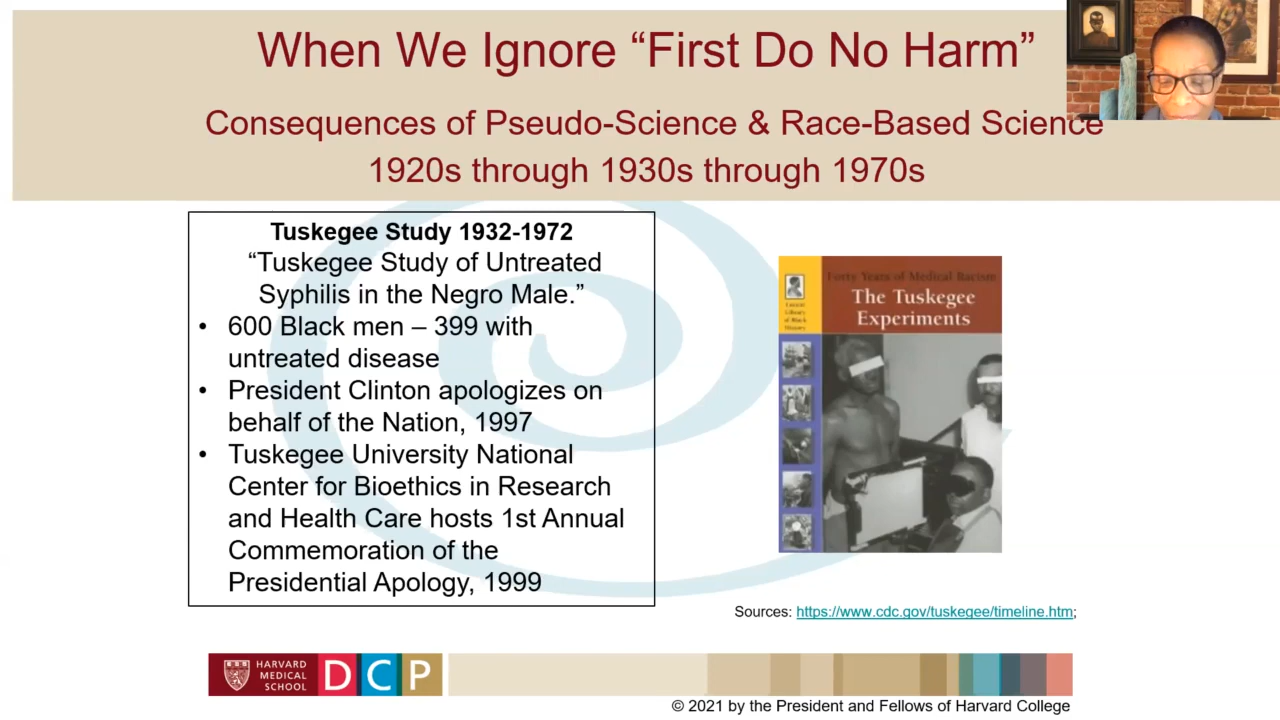 When We Ignore “First Do No Harm”
Consequences of Pseudo-Science & Race-Based Science
1920s through 1930s through 1970s
Tuskegee Study 1932-1972
“Tuskegee Study of Untreated
Syphilis in the Negro Male.”
• 600 Black men – 399 with
untreated disease
• President Clinton apologizes on
behalf of the Nation, 1997
• Tuskegee University National
Center for Bioethics in Research
and Health Care hosts 1st Annual
Commemoration of the
Presidential Apology, 1999
Forty Years of Medical Racism
The Tuskegee
Experiments
Library
of Black
History
Sources: https://www.cdc.gov/tuskegee/timeline.htm;
HARVARD
MEDICAL
SCHOOL
DCP
© 2021 by the President and Fellows of Harvard College